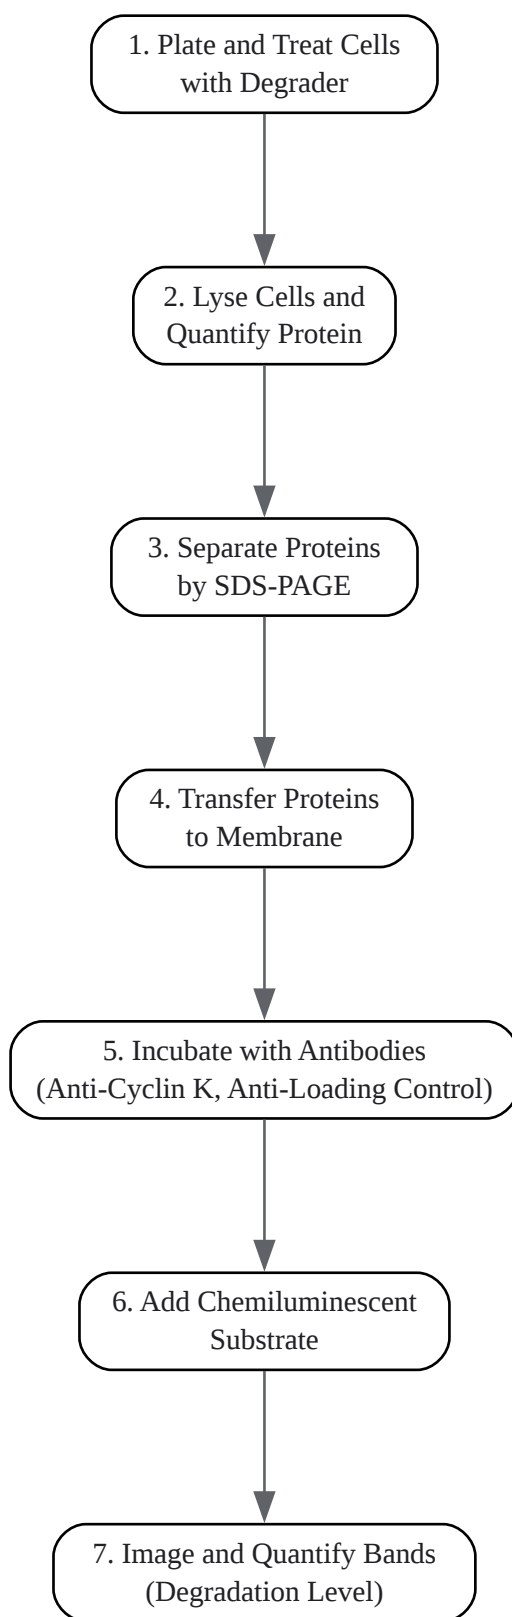 1. Plate and Treat Cells
with Degrader
2. Lyse Cells and
Quantify Protein
3. Separate Proteins
by SDS-PAGE
4. Transfer Proteins
to Membrane
5. Incubate with Antibodies
(Anti-Cyclin K, Anti-Loading Control)
6. Add Chemiluminescent
Substrate
7. Image and Quantify Bands
(Degradation Level)